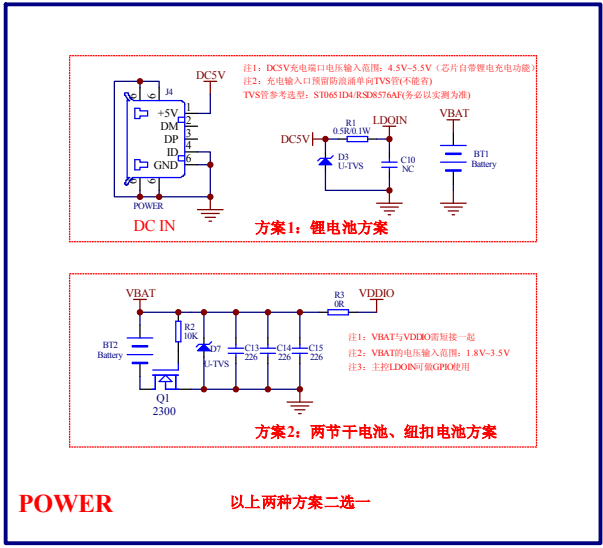 注1：DC5V充电端口电压输入范围：4.5V~5.5V（芯片自带锂电充电功能）
注2：充电输入口预留防浪涌单向TVS管(不能省)
TVS管参考选型：ST0651D4/RSD8576AF(务必以实测为准)
DC5V
J4
9
9
+5V
1
DM
2
DP
3
ID
4
GND
6
9
9
POWER
DC IN
DC5V
R1
0.5R/0.1W
LDOIN
D3
U-TVS
C10
NC
VBAT
BT1
Battery
方案1：锂电池方案
VBAT
BT2
Battery
R2
10K
D7
U-TVS
C13
226
C14
226
C15
226
R3
0R
VDDIO
Q1
2300
注1：VBAT与VDDIO需短接一起
注2：VBAT的电压输入范围：1.8V~3.5V
注3：主控LDOIN可做GPIO使用
方案2：两节干电池、纽扣电池方案
POWER
以上两种方案二选一